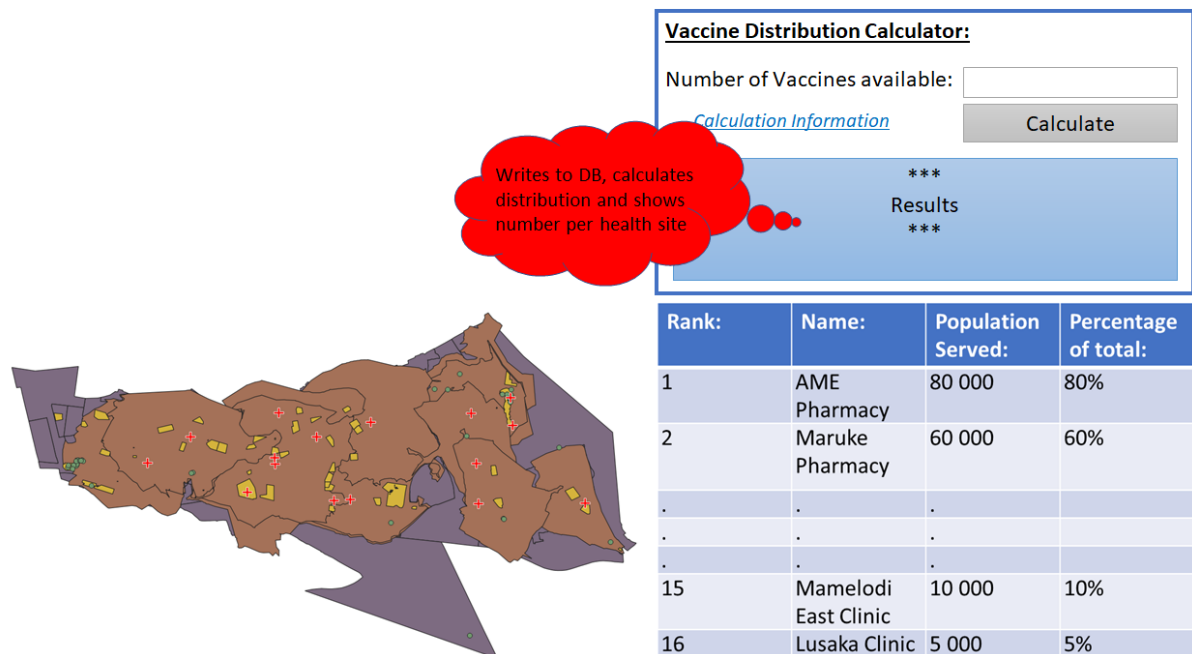 Vaccine Distribution Calculator:
Number of Vaccines available:
Calculation Information
Calculate
Writes to DB, calculates
distribution and shows
number per health site
***
Results
***
Rank: Name: Population Percentage
Served: of total:
1 AME 80 000 80%
Pharmacy
2 Maruke 60 000 60%
Pharmacy
. . .
. . .
. . .
15 Mamelodi 10 000 10%
East Clinic
16 Lusaka Clinic 5 000 5%